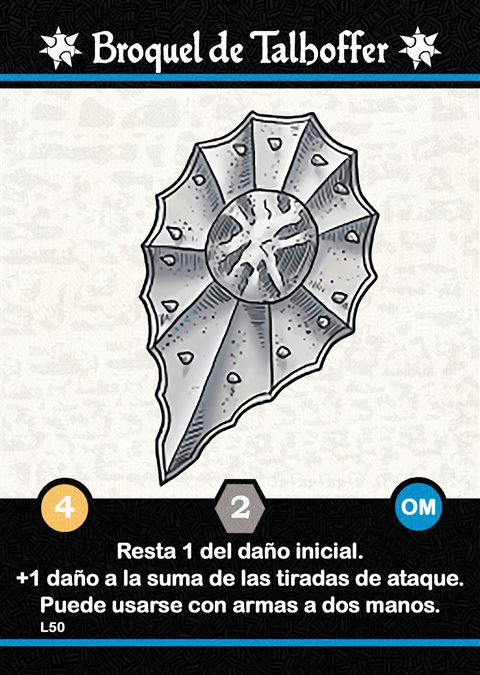 Broquel de Talhoffer
4
2
OM
Resta 1 del daño inicial.
+1 daño a la suma de las tiradas de ataque.
Puede usarse con armas a dos manos.
L50